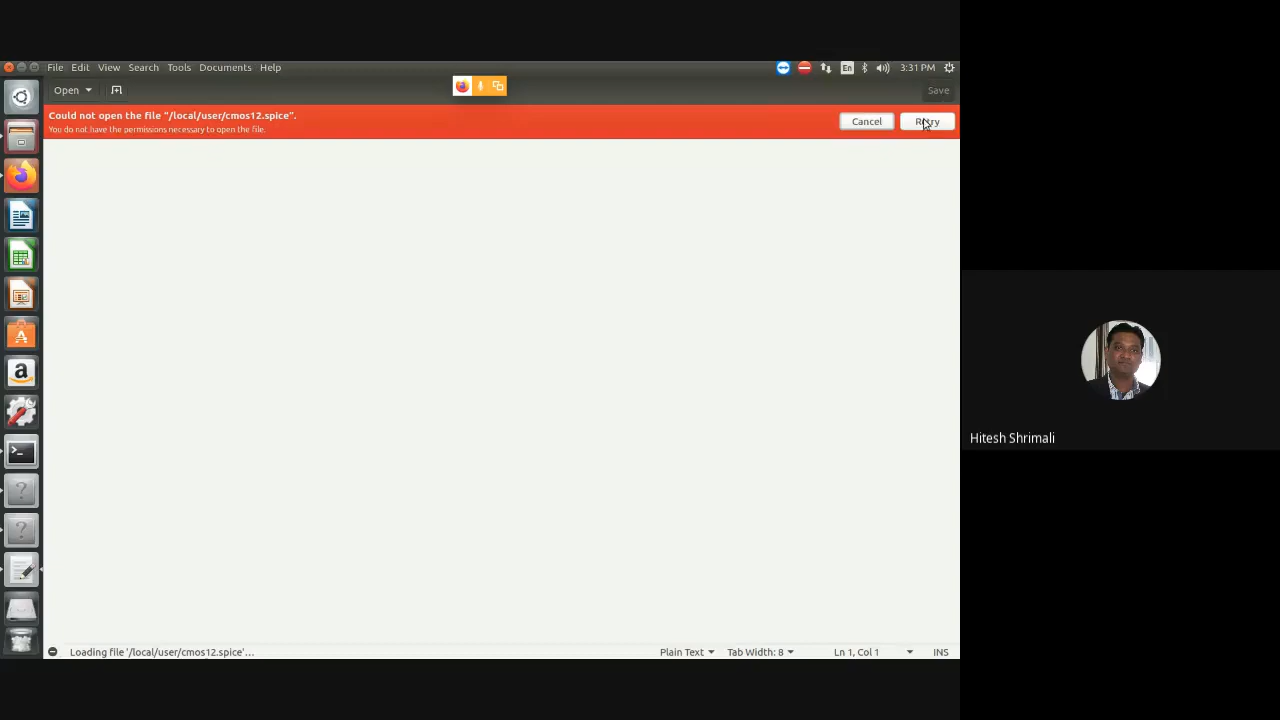 File Edit View Search Tools Documents Help
En
3:31 PM
Open
Save
Could not open the file "/local/user/cmos12.spice".
You do not have the permissions necessary to open the file.
Cancel
Retry
a
Hitesh Shrimali
Loading file '/local/user/cmos12.spice'…
Plain Text
Tab Width: 8
Ln 1, Col 1
INS